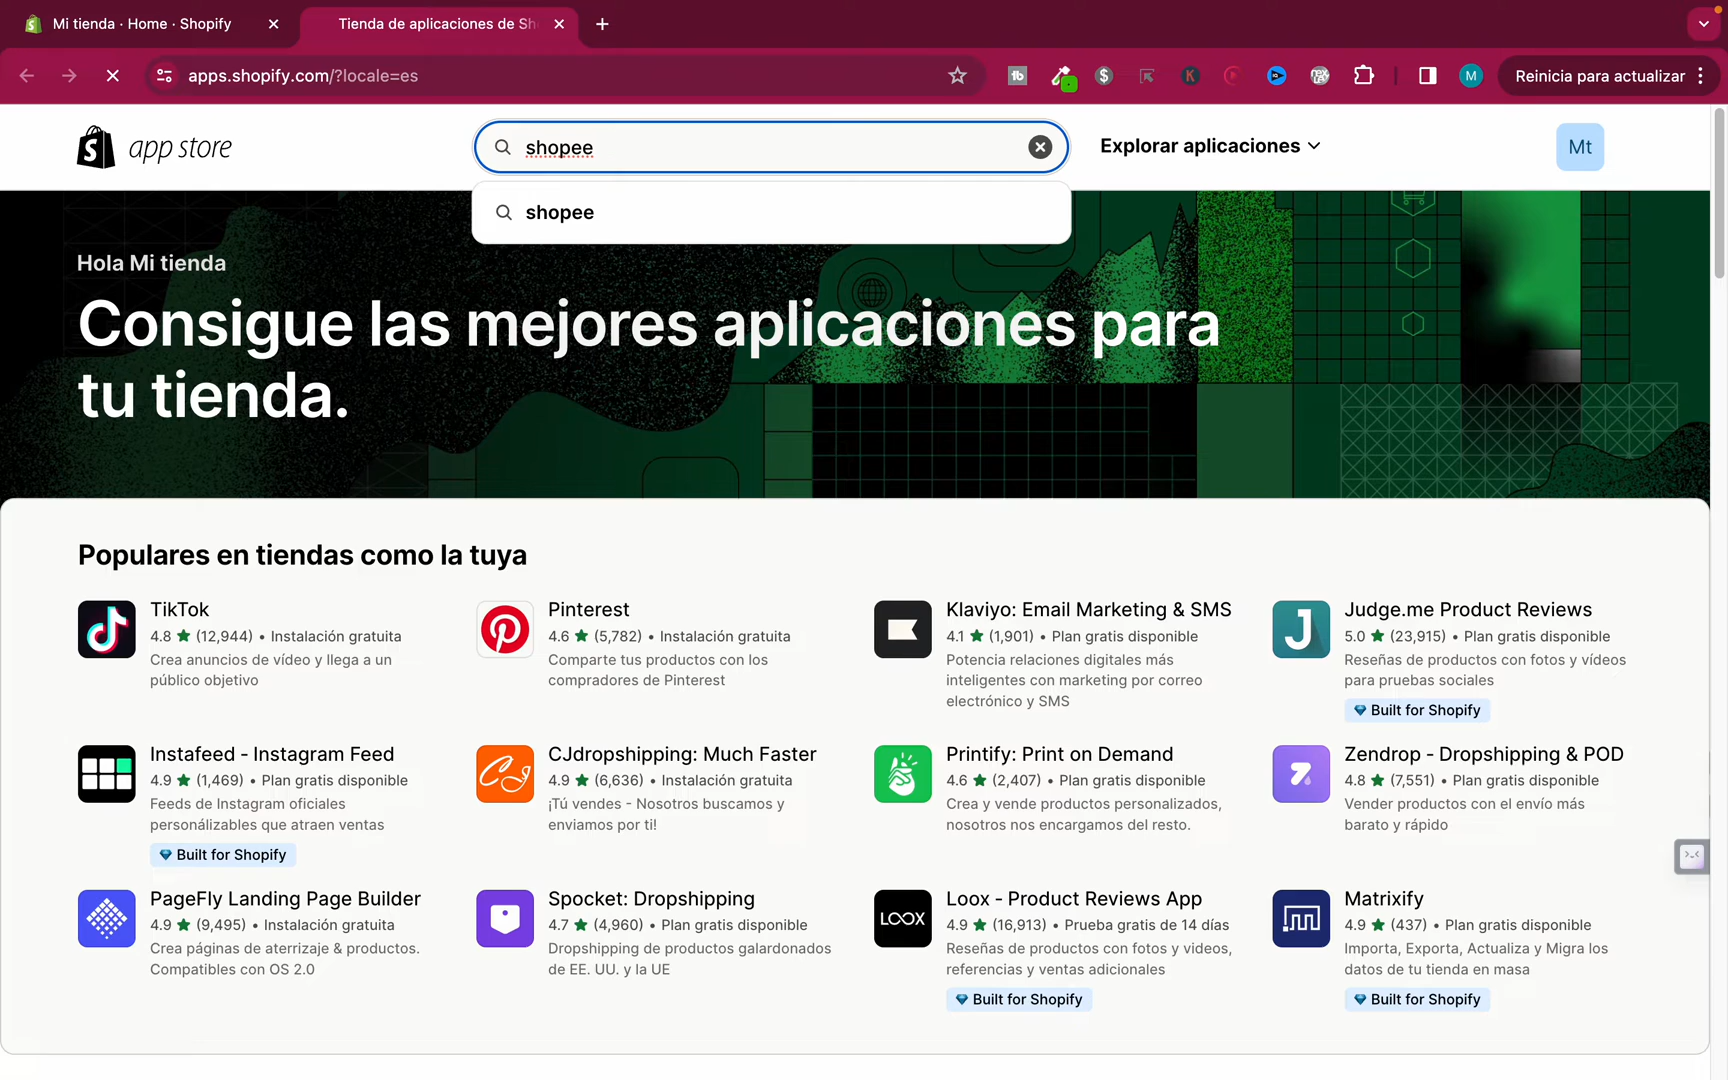 Mi tienda · Home · Shopify
Tienda de aplicaciones de Sh
apps.shopify.com/?locale=es
Reinicia para actualizar
app store
shopee
Explorar aplicaciones
Mt
shopee
Hola Mi tienda
Consigue las mejores aplicaciones para
tu tienda.
Populares en tiendas como la tuya
TikTok
4.8 ★ (12,944) • Instalación gratuita
Crea anuncios de vídeo y llega a un
público objetivo
Pinterest
4.6 ★ (5,782) • Instalación gratuita
Comparte tus productos con los
compradores de Pinterest
Klaviyo: Email Marketing & SMS
4.1 ★ (1,901) • Plan gratis disponible
Potencia relaciones digitales más
inteligentes con marketing por correo
electrónico y SMS
Judge.me Product Reviews
5.0 ★ (23,915) • Plan gratis disponible
Reseñas de productos con fotos y vídeos
para pruebas sociales
Built for Shopify
Instafeed - Instagram Feed
4.9 ★ (1,469) • Plan gratis disponible
Feeds de Instagram oficiales
personálizables que atraen ventas
Built for Shopify
CJdropshipping: Much Faster
4.9 ★ (6,636) • Instalación gratuita
¡Tú vendes - Nosotros buscamos y
enviamos por ti!
Printify: Print on Demand
4.6 ★ (2,407) • Plan gratis disponible
Crea y vende productos personalizados,
nosotros nos encargamos del resto.
Zendrop - Dropshipping & POD
4.8 ★ (7,551) • Plan gratis disponible
Vender productos con el envío más
barato y rápido
PageFly Landing Page Builder
4.9 ★ (9,495) • Instalación gratuita
Crea páginas de aterrizaje & productos.
Compatibles con OS 2.0
Spocket: Dropshipping
4.7 ★ (4,960) • Plan gratis disponible
Dropshipping de productos galardonados
de EE. UU. y la UE
LOOX
Loox - Product Reviews App
4.9 ★ (16,913) • Prueba gratis de 14 días
Reseñas de productos con fotos y videos,
referencias y ventas adicionales
Built for Shopify
Matrixify
4.9 ★ (437) • Plan gratis disponible
Importa, Exporta, Actualiza y Migra los
datos de tu tienda en masa
Built for Shopify